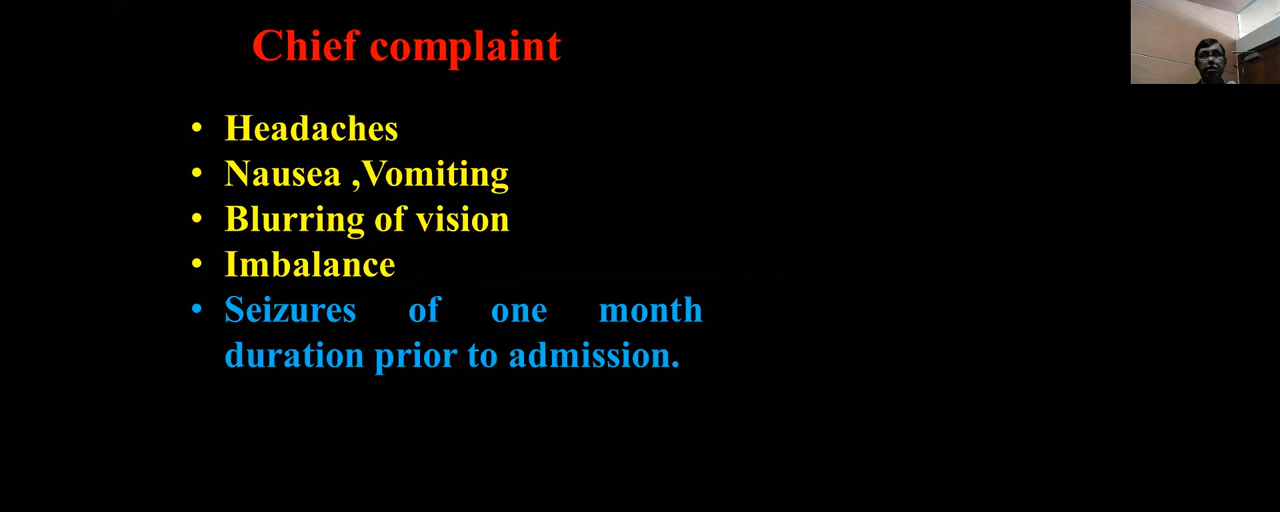 Chief complaint
• Headaches
• Nausea ,Vomiting
• Blurring of vision
• Imbalance
• Seizures of one month
duration prior to admission.